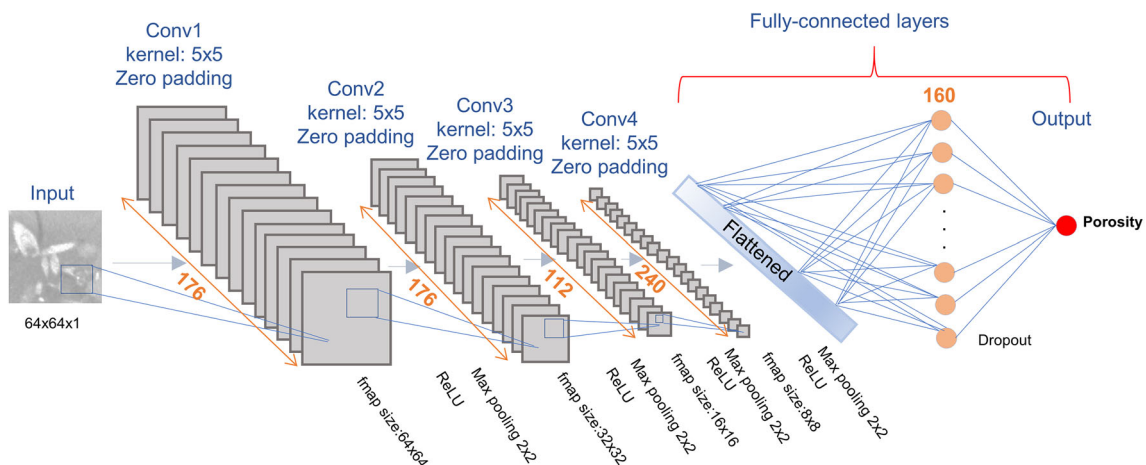 Fully-connected layers
Conv1
kernel: 5x5
Zero padding
Conv2
kernel: 5x5
Zero padding
Conv3
kernel: 5x5
Zero padding
Conv4
kernel: 5x5
Zero padding
160
Output
Input
64x64x1
176
176
112
240
Flattened
Porosity
Dropout
fmap size:64x64
ReLU
Max pooling 2x2
fmap size:32x32
ReLU
Max pooling 2x2
fmap size:16x16
ReLU
Max pooling 2x2
fmap size:8x8
ReLU
Max pooling 2x2